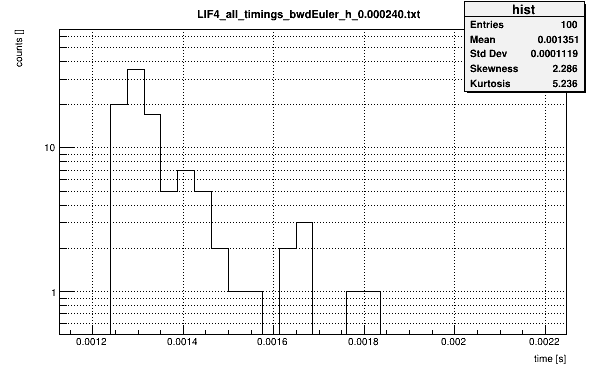 LIF4_all_timings_bwdEuler_h_0.000240.txt
hist
Entries 100
Mean 0.001351
Std Dev 0.0001119
Skewness 2.286
Kurtosis 5.236
counts []
10
1
0.0012 0.0014 0.0016 0.0018 0.002 0.0022
time [s]